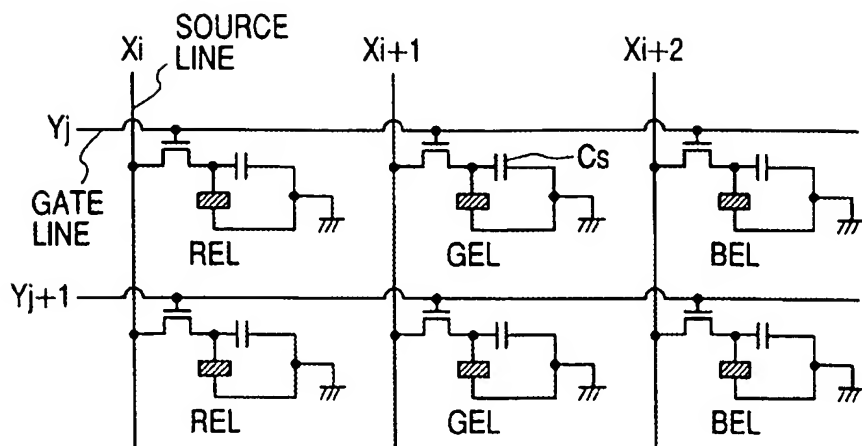 SOURCE
LINE
Xi
Xi+1
Xi+2
Yj
Cs
GATE
LINE
REL
GEL
BEL
Yj+1
REL
GEL
BEL